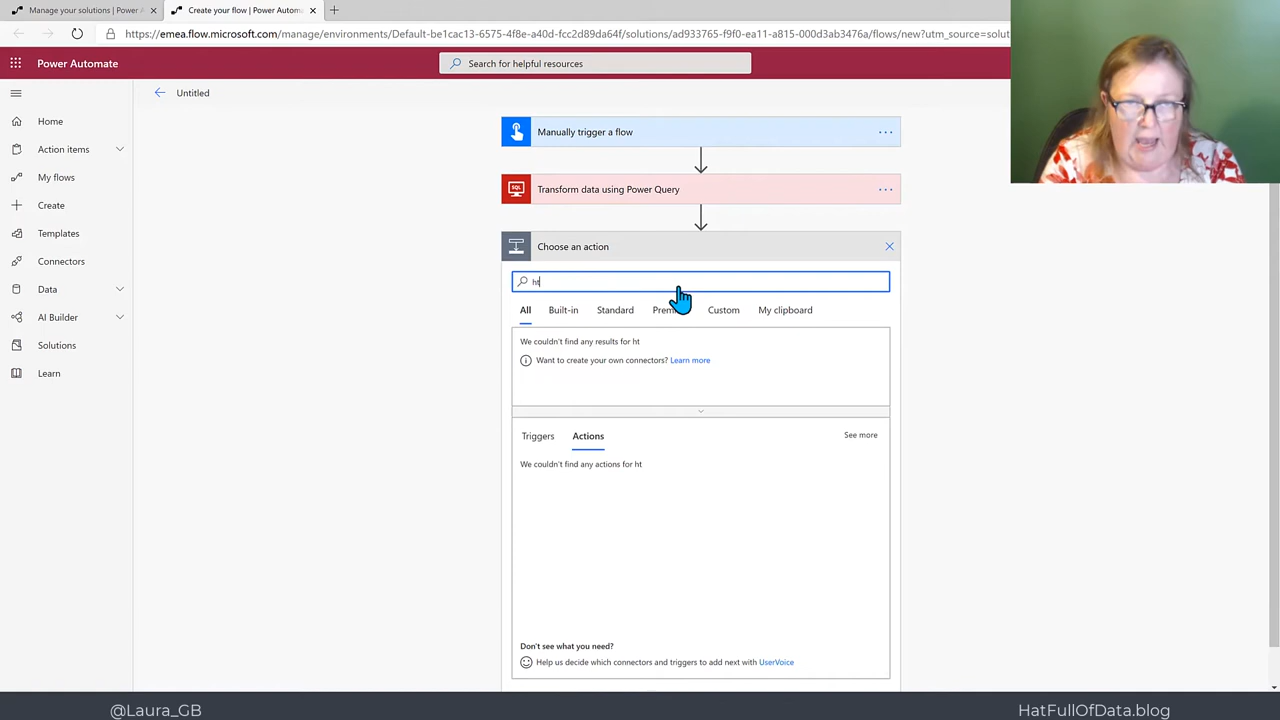 Manage your solutions | Power A
Create your flow | Power Automate
https://emea.flow.microsoft.com/manage/environments/Default-be1cac13-6575-4f8e-a40d-fcc2d89da64f/solutions/ad933765-f9f0-ea11-a815-000d3ab3476a/flows/new?utm_source=solu
Power Automate
Search for helpful resources
Untitled
Home
Action items
My flows
Create
Templates
Connectors
Data
AI Builder
Solutions
Learn
Manually trigger a flow
Transform data using Power Query
SQL
Choose an action
ht
All Built-in Standard Prem Custom My clipboard
We couldn't find any results for ht
Want to create your own connectors? Learn more
Triggers Actions See more
We couldn't find any actions for ht
Don't see what you need?
Help us decide which connectors and triggers to add next with UserVoice
@Laura_GB
HatFullOfData.blog